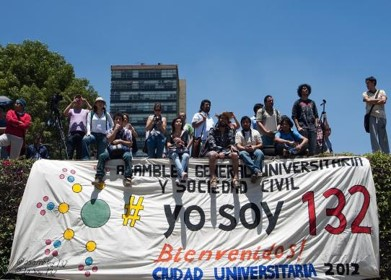 ASAMBLEA GENERAL UNIVERSITARIA
Y SOCIEDAD CIVIL
#yo soy 132
Bienvenidos!
CIUDAD UNIVERSITARIA 2012